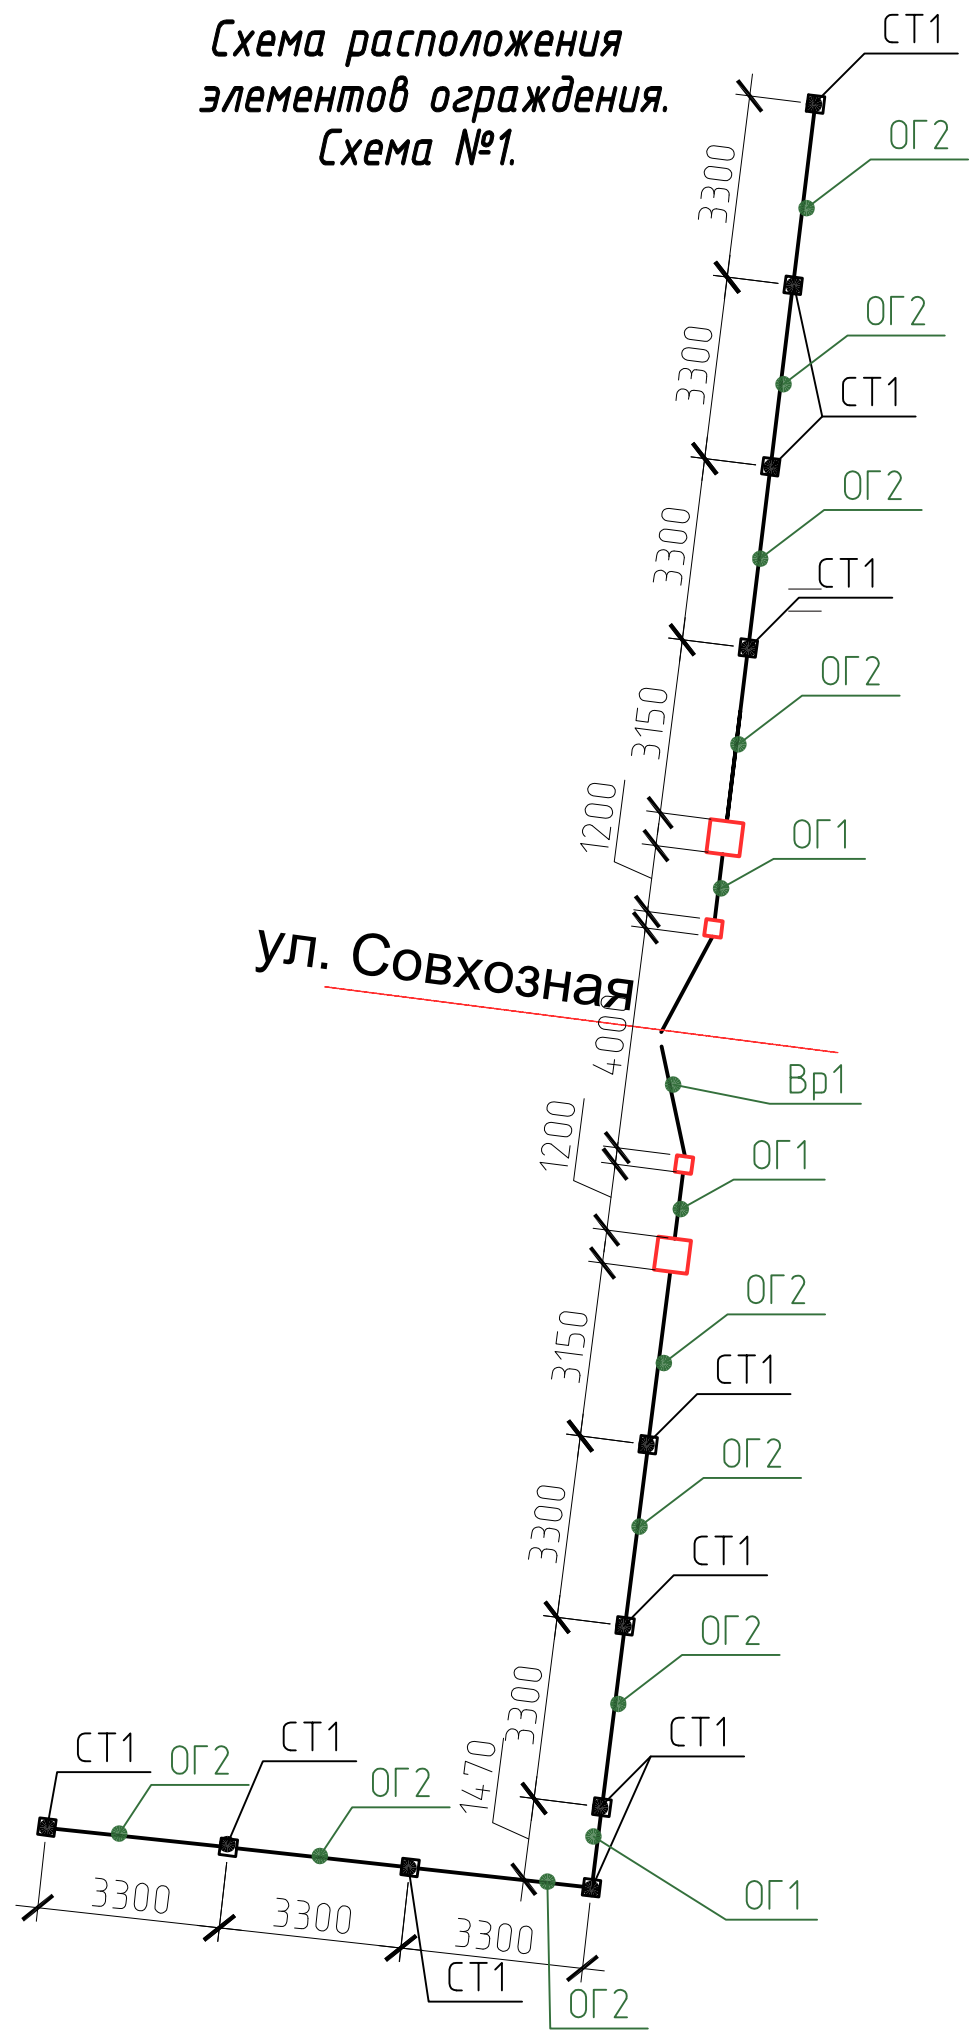 Схема расположения
элементов ограждения.
Схема №1.
СТ1
ОГ2
3300
ОГ2
3300
СТ1
ОГ2
3300
СТ1
ОГ2
3150
1200
ОГ1
ул. Совхозная
4000
Вр1
1200
ОГ1
ОГ2
3150
СТ1
ОГ2
3300
СТ1
ОГ2
3300
СТ1
1470
СТ1
ОГ2
СТ1
ОГ2
ОГ1
3300
3300
3300
СТ1
ОГ2